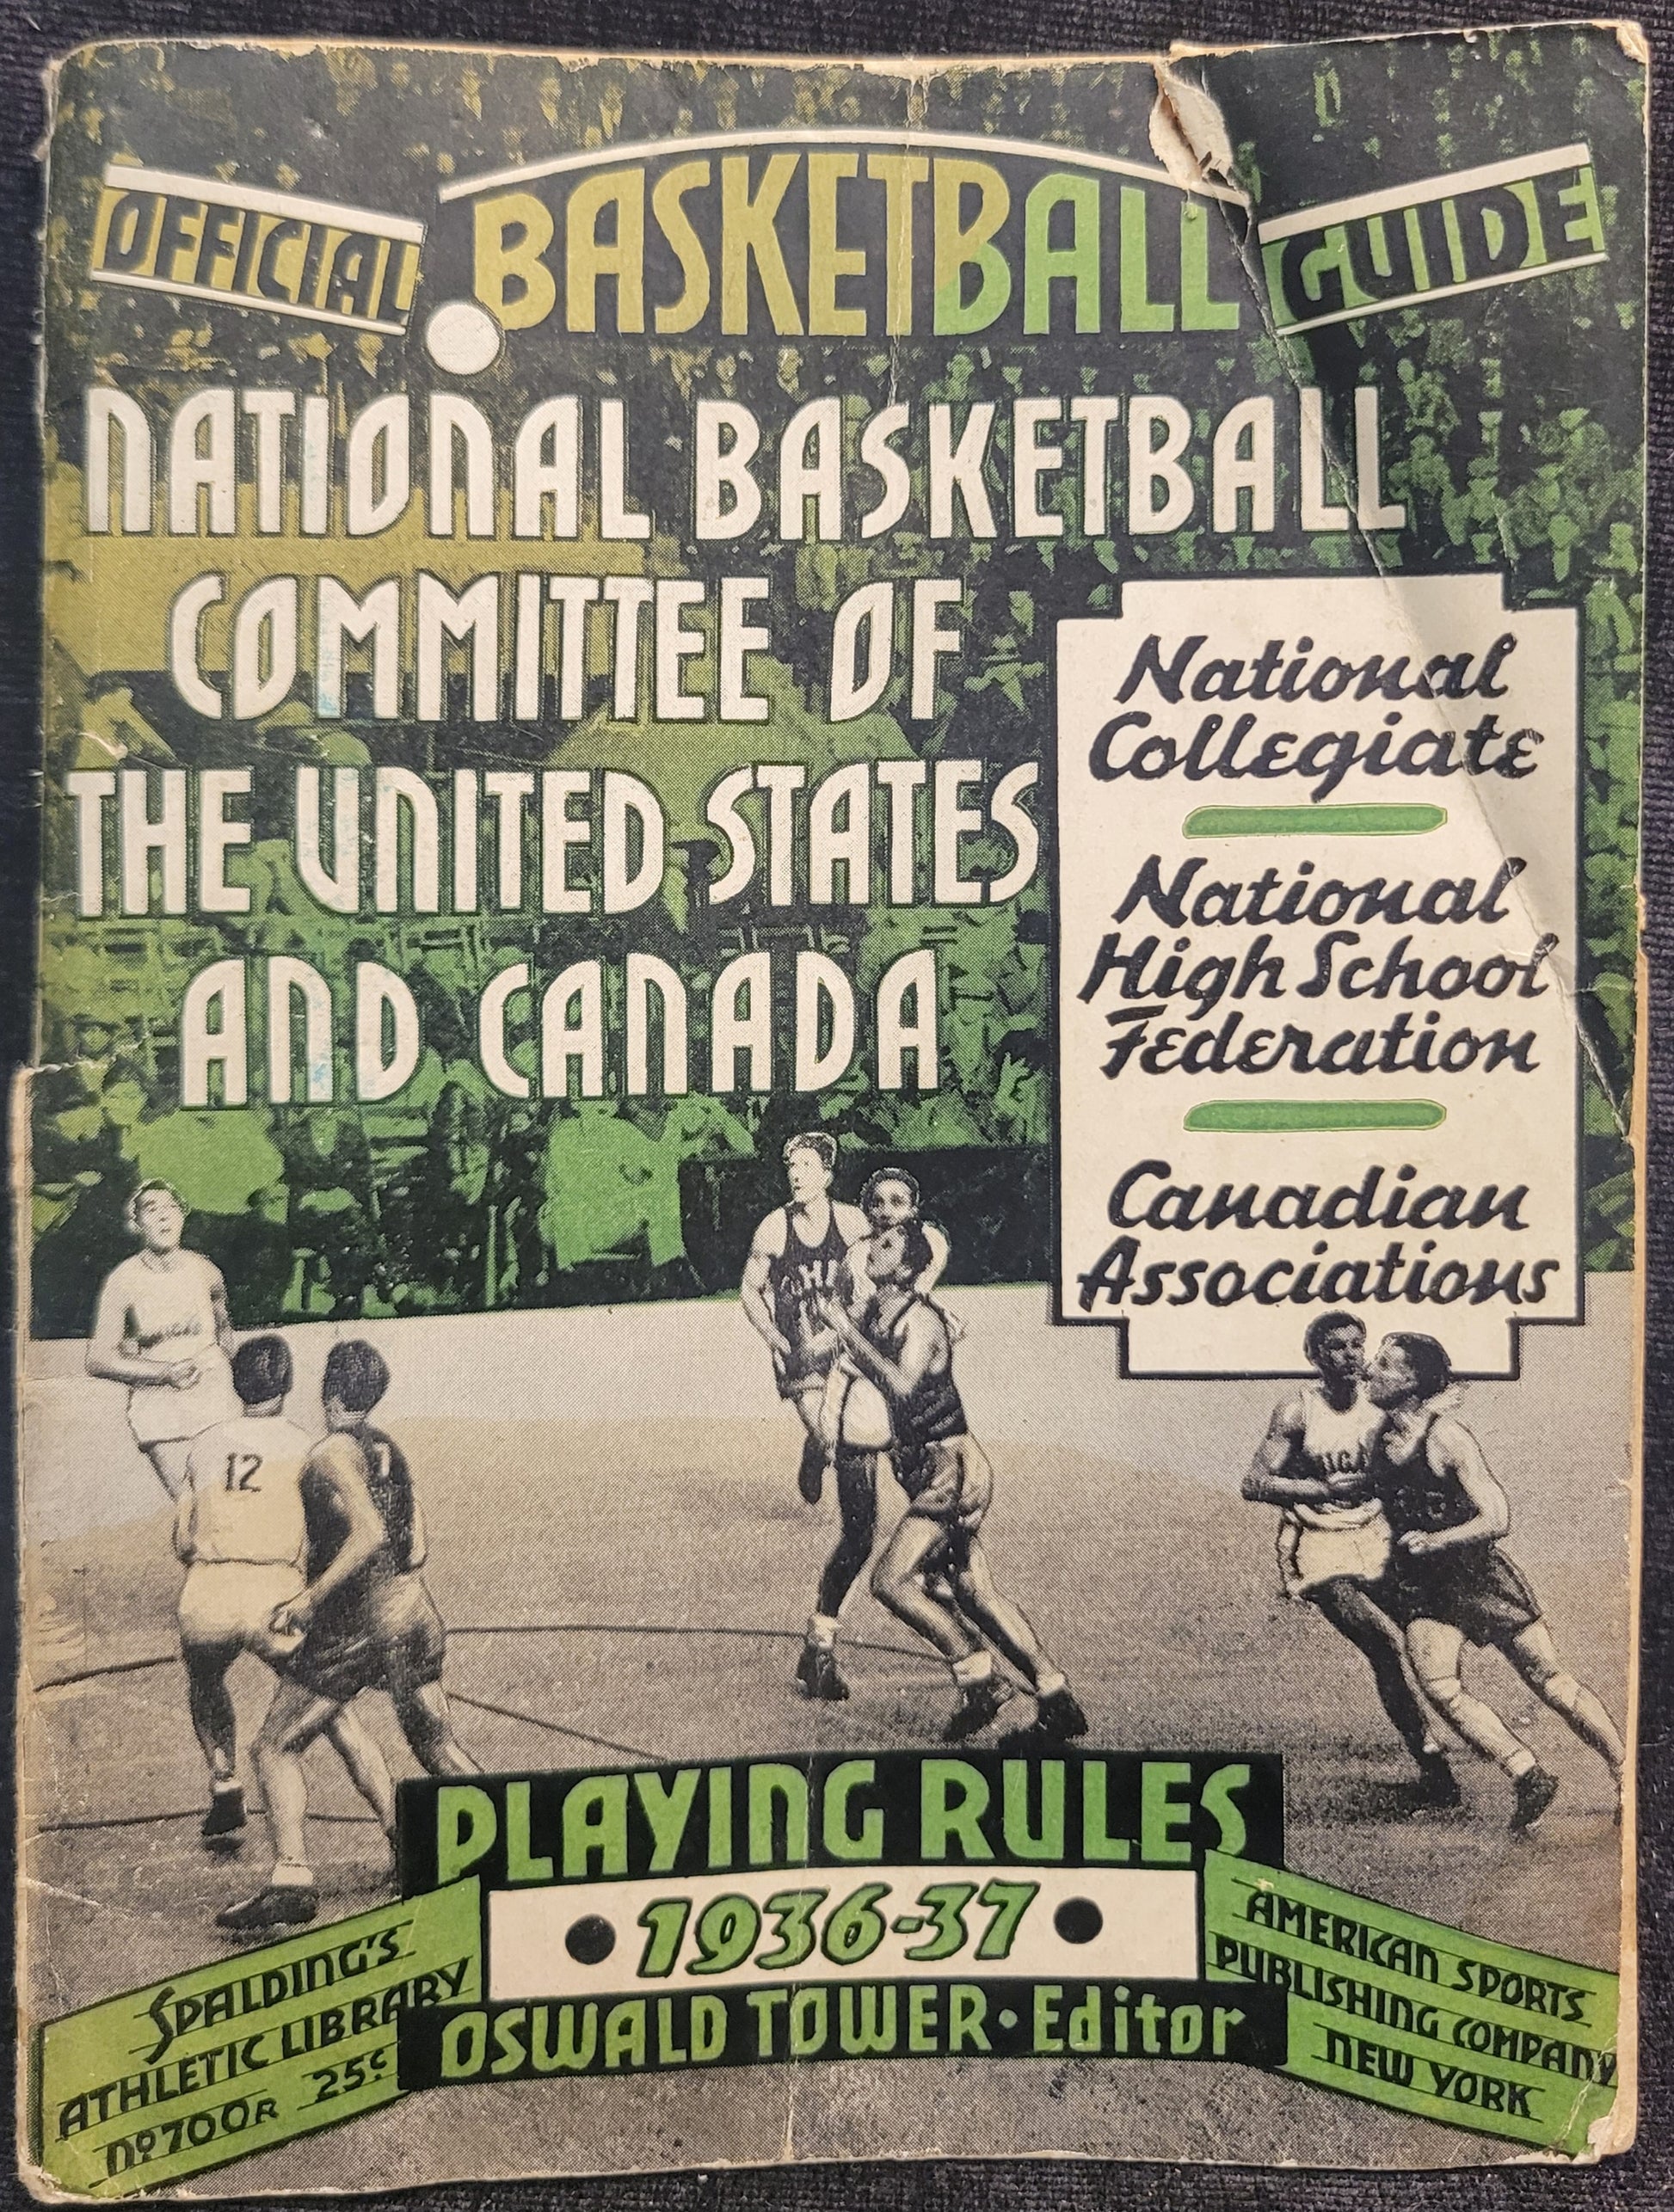 OFFICIAL BASKETBALL GUIDE
NATIONAL BASKETBALL
COMMITTEE OF
THE UNITED STATES
AND CANADA
National
Collegiate
National
High School
Federation
Canadian
Associations
12
PLAYING RULES
• 1936-37 •
OSWALD TOWER • Editor
SPALDING'S
ATHLETIC LIBRARY
No 700R 25¢
AMERICAN SPORTS
PUBLISHING COMPANY
NEW YORK